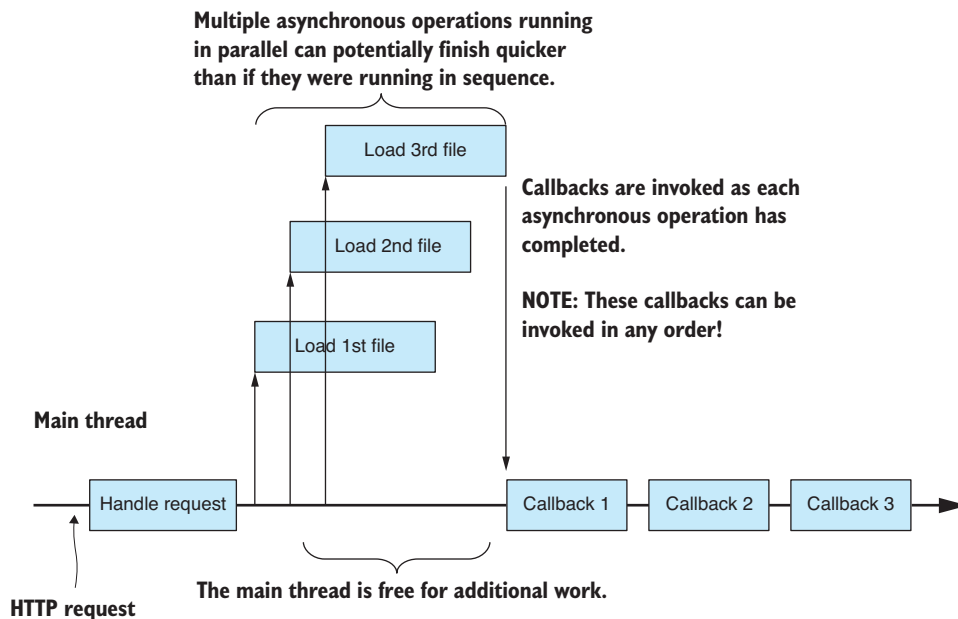 Multiple asynchronous operations running
in parallel can potentially finish quicker
than if they were running in sequence.
Load 3rd file
Callbacks are invoked as each
asynchronous operation has
completed.
Load 2nd file
NOTE: These callbacks can be
invoked in any order!
Load 1st file
Main thread
Handle request
Callback 1
Callback 2
Callback 3
The main thread is free for additional work.
HTTP request